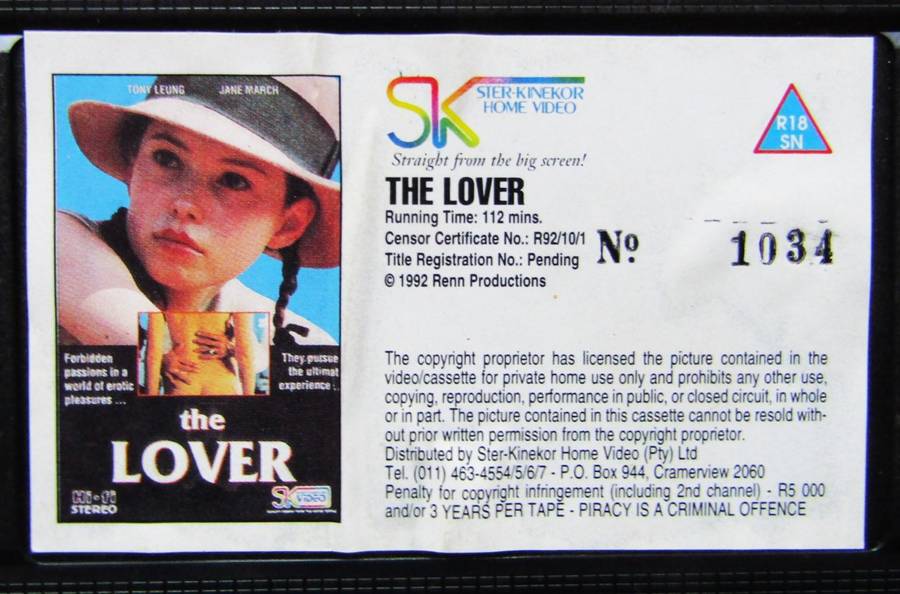 TONY LEUNG JANE MARCH
Forbidden
passions in a
world of erotic
pleasures ...
They pursue
the ultimat
experience ..
the
LOVER
Hi-fi
STEREO
SK VIDEO
SK STER-KINEKOR
HOME VIDEO
Straight from the big screen!
R18
SN
THE LOVER
Running Time: 112 mins.
Censor Certificate No.: R92/10/1
Title Registration No.: Pending
© 1992 Renn Productions
Nº 1034
The copyright proprietor has licensed the picture contained in the
video/cassette for private home use only and prohibits any other use,
copying, reproduction, performance in public, or closed circuit, in whole
or in part. The picture contained in this cassette cannot be resold with-
out prior written permission from the copyright proprietor.
Distributed by Ster-Kinekor Home Video (Pty) Ltd
Tel. (011) 463-4554/5/6/7 - P.O. Box 944, Cramerview 2060
Penalty for copyright infringement (including 2nd channel) - R5 000
and/or 3 YEARS PER TAPE - PIRACY IS A CRIMINAL OFFENCE